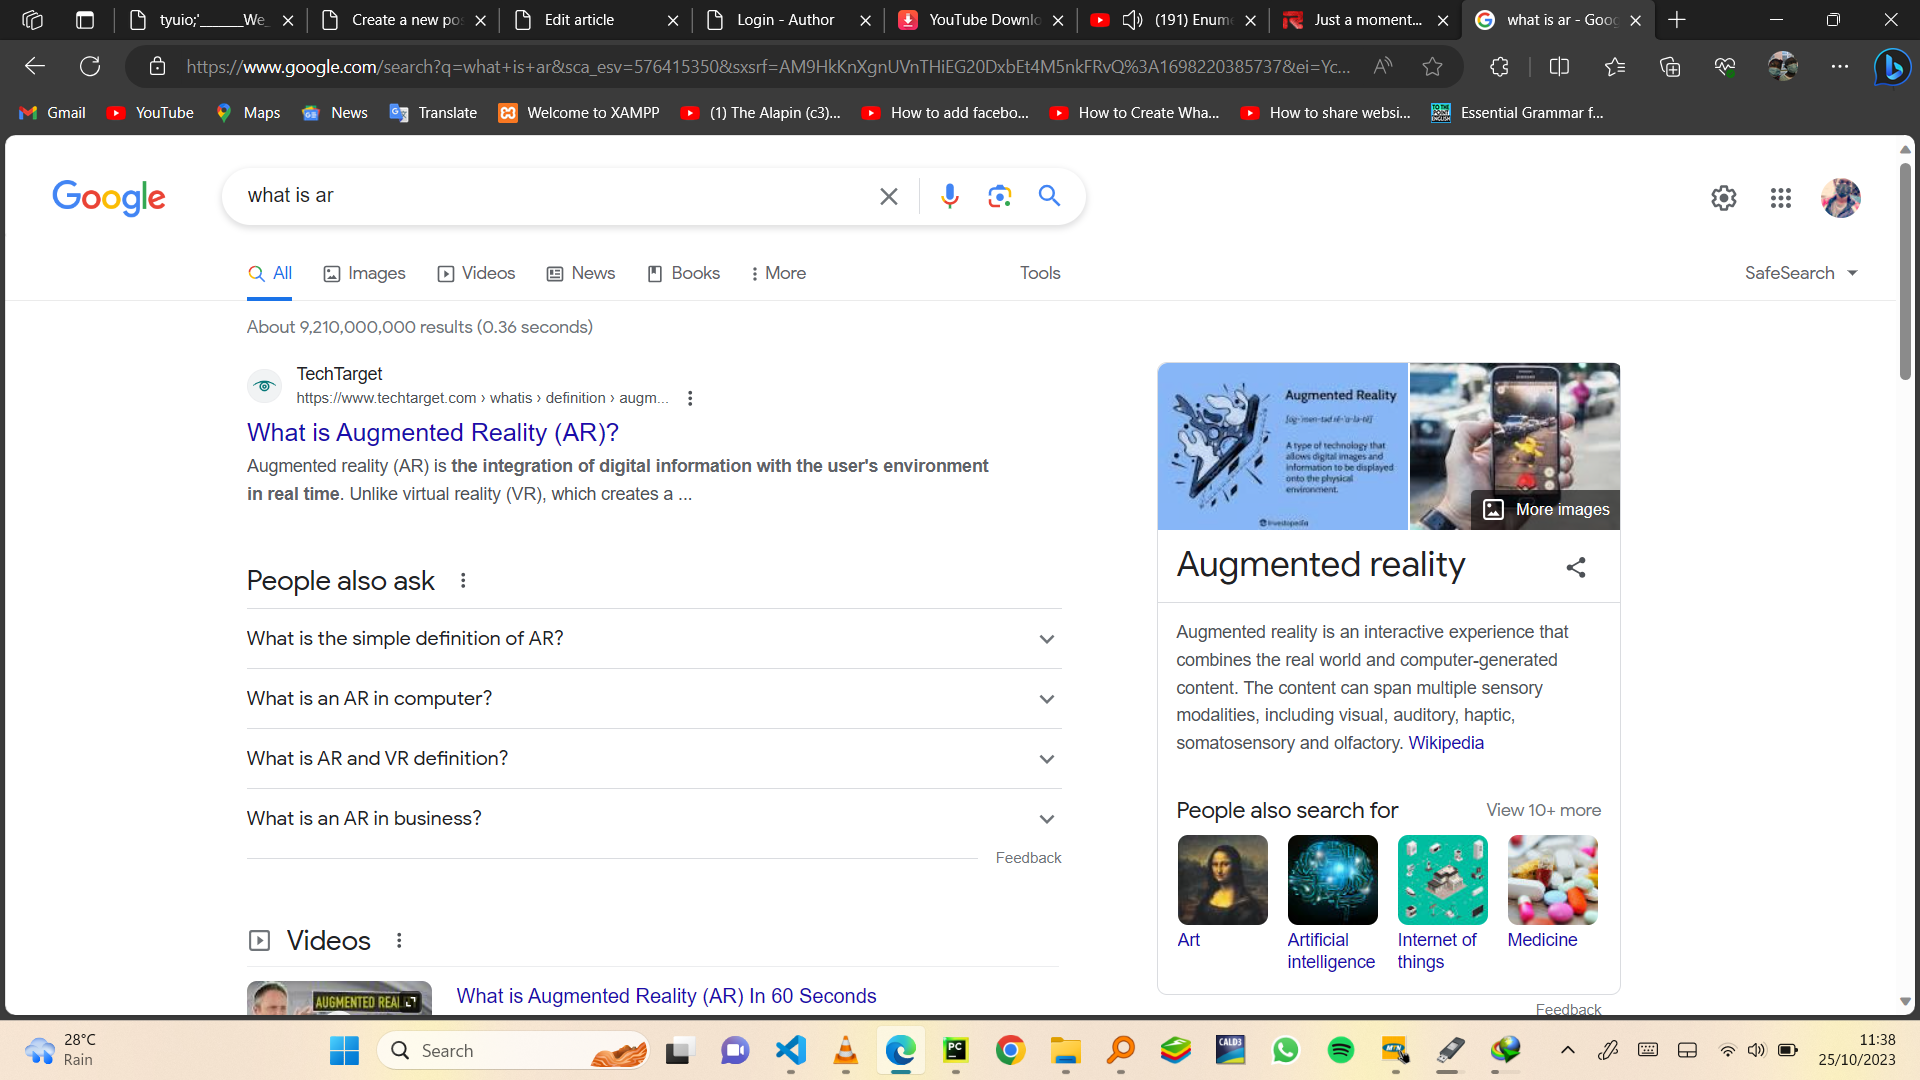 tyuio;'______We_
Create a new po
Edit article
Login - Author
YouTube Downlo
(191) Enume
Just a moment...
what is ar - Goog
https://www.google.com/search?q=what+is+ar&sca_esv=576415350&sxsrf=AM9HkKnXgnUVnTHiEG20DxbEt4M5nkFRvQ%3A1698220385737&ei=Yc...
Gmail
YouTube
Maps
News
Translate
Welcome to XAMPP
(1) The Alapin (c3)...
How to add facebo...
How to Create Wha...
How to share websi...
Essential Grammar f...
Google
what is ar
All
Images
Videos
News
Books
More
Tools
SafeSearch
About 9,210,000,000 results (0.36 seconds)
TechTarget
https://www.techtarget.com › whatis › definition › augm...
What is Augmented Reality (AR)?
Augmented reality (AR) is the integration of digital information with the user's environment
in real time. Unlike virtual reality (VR), which creates a ...
People also ask
What is the simple definition of AR?
What is an AR in computer?
What is AR and VR definition?
What is an AR in business?
Feedback
Videos
AUGMENTED REAL
What is Augmented Reality (AR) In 60 Seconds
Augmented Reality
A type of technology that
allows digital images and
information to be displayed
onto the physical
environment.
Investopedia
SAMSUNG
More images
Augmented reality
Augmented reality is an interactive experience that
combines the real world and computer-generated
content. The content can span multiple sensory
modalities, including visual, auditory, haptic,
somatosensory and olfactory. Wikipedia
People also search for
View 10+ more
Art
Artificial
intelligence
Internet of
things
Medicine
Feedback
28°C
Rain
Search
PC
CALD3
MTN
11:38
25/10/2023